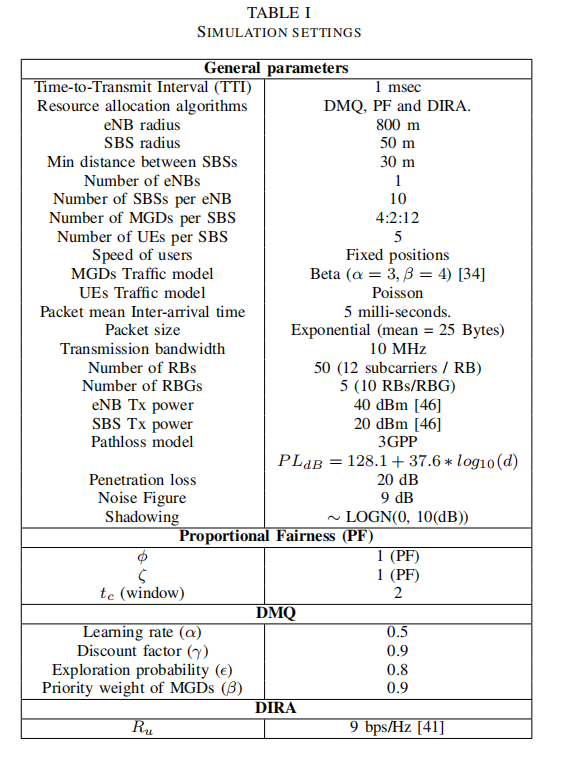 TABLE I
SIMULATION SETTINGS
General parameters
Time-to-Transmit Interval (TTI) 1 msec
Resource allocation algorithms DMQ, PF and DIRA.
eNB radius 800 m
SBS radius 50 m
Min distance between SBSs 30 m
Number of eNBs 1
Number of SBSs per eNB 10
Number of MGDs per SBS 4:2:12
Number of UEs per SBS 5
Speed of users Fixed positions
MGDs Traffic model Beta (α = 3, β = 4) [34]
UEs Traffic model Poisson
Packet mean Inter-arrival time 5 milli-seconds.
Packet size Exponential (mean = 25 Bytes)
Transmission bandwidth 10 MHz
Number of RBs 50 (12 subcarriers / RB)
Number of RBGs 5 (10 RBs/RBG)
eNB Tx power 40 dBm [46]
SBS Tx power 20 dBm [46]
Pathloss model 3GPP
PL_{dB} = 128.1 + 37.6 * log_{10}(d)
Penetration loss 20 dB
Noise Figure 9 dB
Shadowing ∼ LOGN(0, 10(dB))
Proportional Fairness (PF)
ϕ 1 (PF)
ζ 1 (PF)
t_c (window) 2
DMQ
Learning rate (α) 0.5
Discount factor (γ) 0.9
Exploration probability (ϵ) 0.8
Priority weight of MGDs (β) 0.9
DIRA
R_u 9 bps/Hz [41]